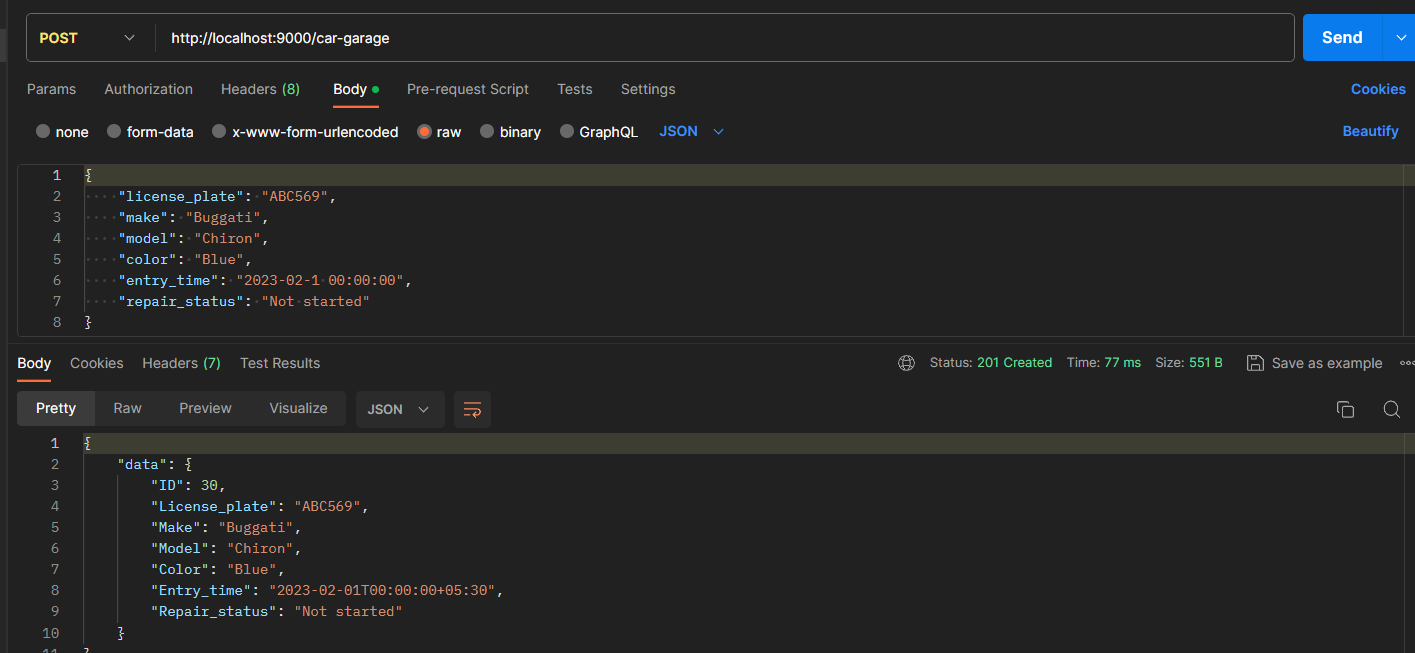 POST http://localhost:9000/car-garage Send
Params Authorization Headers (8) Body Pre-request Script Tests Settings Cookies
none form-data x-www-form-urlencoded raw binary GraphQL JSON Beautify
1 {
2 "license_plate": "ABC569",
3 "make": "Buggati",
4 "model": "Chiron",
5 "color": "Blue",
6 "entry_time": "2023-02-1 00:00:00",
7 "repair_status": "Not started"
8 }
Body Cookies Headers (7) Test Results Status: 201 Created Time: 77 ms Size: 551 B Save as example
Pretty Raw Preview Visualize JSON
1 {
2 "data": {
3 "ID": 30,
4 "License_plate": "ABC569",
5 "Make": "Buggati",
6 "Model": "Chiron",
7 "Color": "Blue",
8 "Entry_time": "2023-02-01T00:00:00+05:30",
9 "Repair_status": "Not started"
10 }
11 }